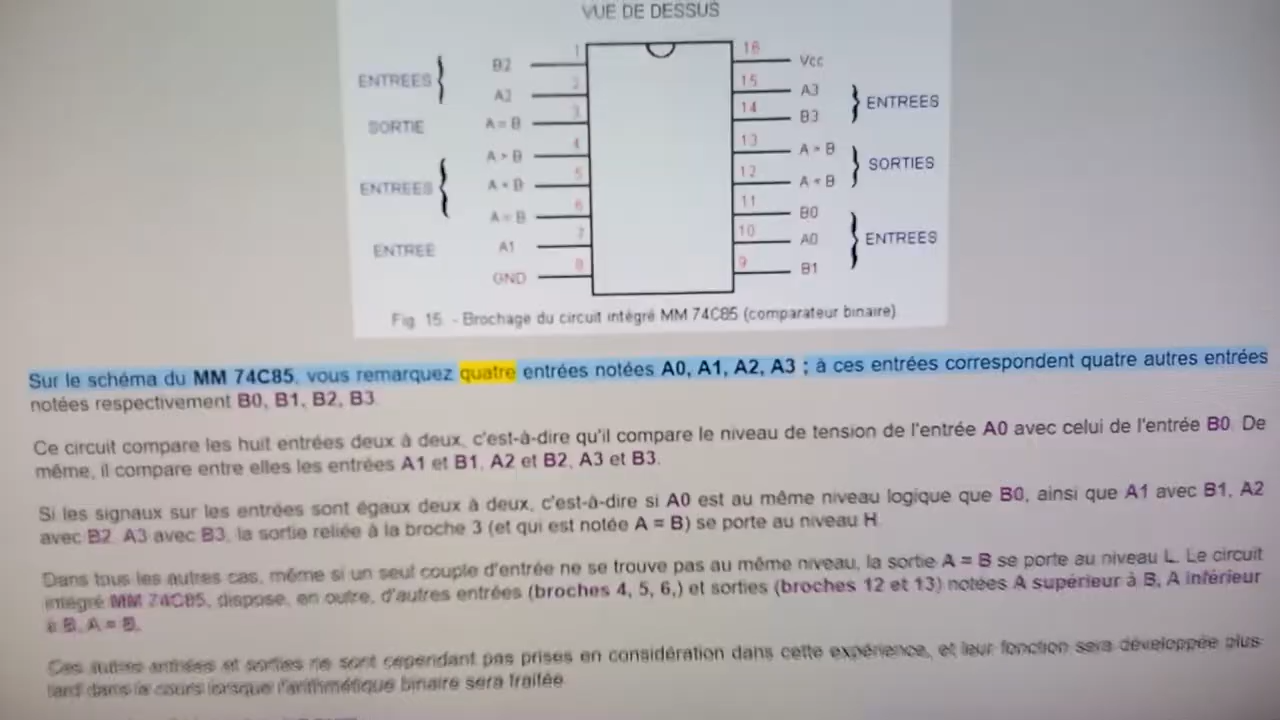 VUE DE DESSUS
ENTREES
B2 1
A2 2
SORTIE A = B 3
ENTREES
A > B 4
A < B 5
A = B 6
ENTREE A1 7
GND 8
16 Vcc
15 A3
14 B3
ENTREES
13 A > B
12 A < B
SORTIES
11 B0
10 A0
9 B1
ENTREES
Fig. 15. - Brochage du circuit intégré MM 74C85 (comparateur binaire).
Sur le schéma du MM 74C85, vous remarquez quatre entrées notées A0, A1, A2, A3 ; à ces entrées correspondent quatre autres entrées
notées respectivement B0, B1, B2, B3.
Ce circuit compare les huit entrées deux à deux, c'est-à-dire qu'il compare le niveau de tension de l'entrée A0 avec celui de l'entrée B0. De
même, il compare entre elles les entrées A1 et B1, A2 et B2, A3 et B3.
Si les signaux sur les entrées sont égaux deux à deux, c'est-à-dire si A0 est au même niveau logique que B0, ainsi que A1 avec B1, A2
avec B2, A3 avec B3, la sortie reliée à la broche 3 (et qui est notée A = B) se porte au niveau H.
Dans tous les autres cas, même si un seul couple d'entrée ne se trouve pas au même niveau, la sortie A = B se porte au niveau L. Le circuit
intégré MM 74C85, dispose, en outre, d'autres entrées (broches 4, 5, 6,) et sorties (broches 12 et 13) notées A supérieur à B, A inférieur
à B, A = B.
Ces autres entrées et sorties ne sont cependant pas prises en considération dans cette expérience, et leur fonction sera développée plus
tard dans le cours lorsque l'arithmétique binaire sera traitée.